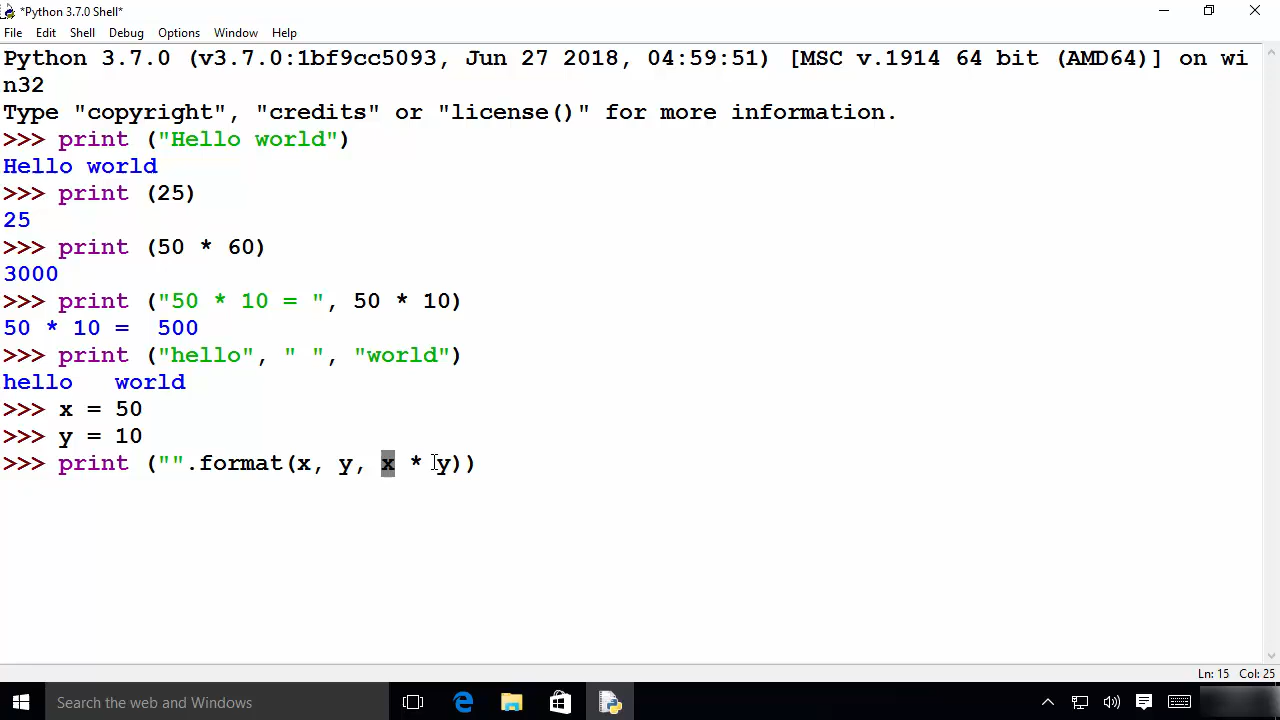 *Python 3.7.0 Shell*
File Edit Shell Debug Options Window Help
Python 3.7.0 (v3.7.0:1bf9cc5093, Jun 27 2018, 04:59:51) [MSC v.1914 64 bit (AMD64)] on wi
n32
Type "copyright", "credits" or "license()" for more information.
>>> print ("Hello world")
Hello world
>>> print (25)
25
>>> print (50 * 60)
3000
>>> print ("50 * 10 = ", 50 * 10)
50 * 10 =  500
>>> print ("hello", " ", "world")
hello   world
>>> x = 50
>>> y = 10
>>> print ("".format(x, y, x * y))
Ln: 15 Col: 25
Search the web and Windows